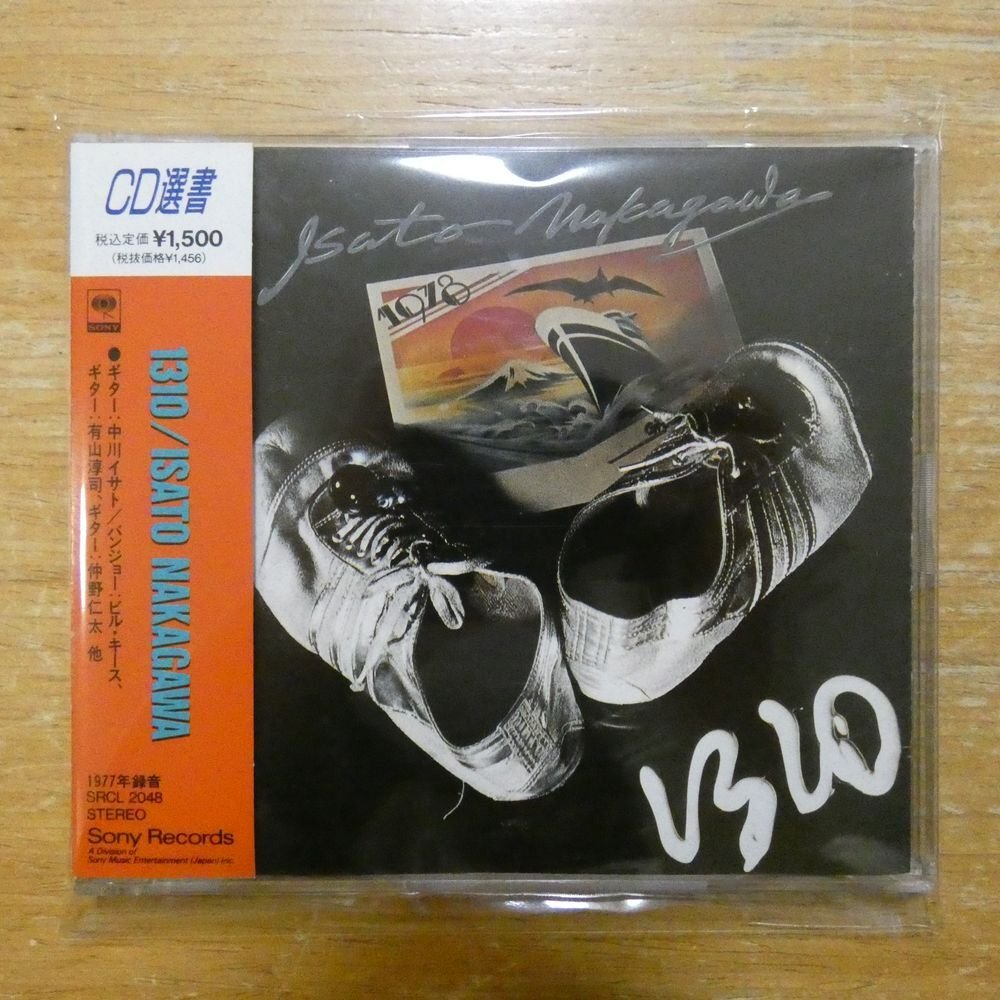 CD選書
税込定価 ¥1,500
(税抜価格¥1,456)
SONY
1310/ISATO NAKAGAWA
●ギター:中川イサト/バンジョー:ビル・キース、
ギター:有山淳司、ギター:仲野仁太 他
1977年録音
SRCL 2048
STEREO
Sony Records
A Division of
Sony Music Entertainment (Japan) Inc.
Isato Nakagawa
1978
1310